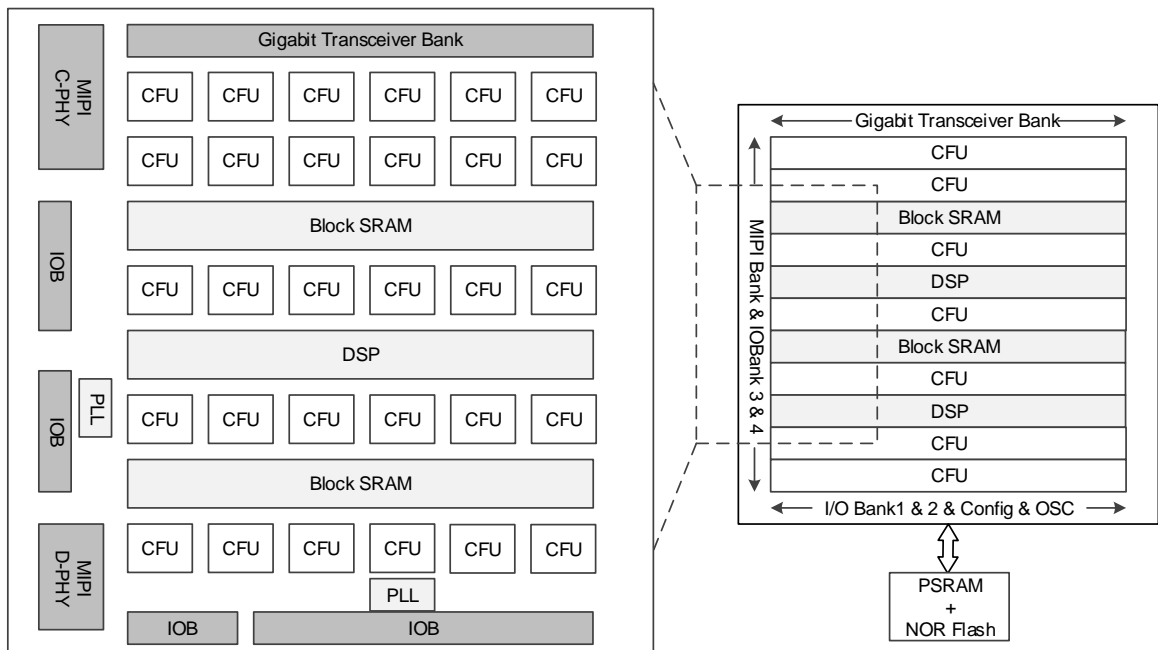 Gigabit Transceiver Bank
MIPI
C-PHY
CFU CFU CFU CFU CFU CFU
CFU CFU CFU CFU CFU CFU
Block SRAM
IOB
CFU CFU CFU CFU CFU CFU
DSP
IOB
PLL
CFU CFU CFU CFU CFU CFU
Block SRAM
MIPI
D-PHY
CFU CFU CFU CFU CFU CFU
PLL
IOB
IOB
Gigabit Transceiver Bank
MIPI Bank & IOBank 3 & 4
CFU
CFU
Block SRAM
CFU
DSP
CFU
Block SRAM
CFU
DSP
CFU
CFU
I/O Bank1 & 2 & Config & OSC
PSRAM
+
NOR Flash